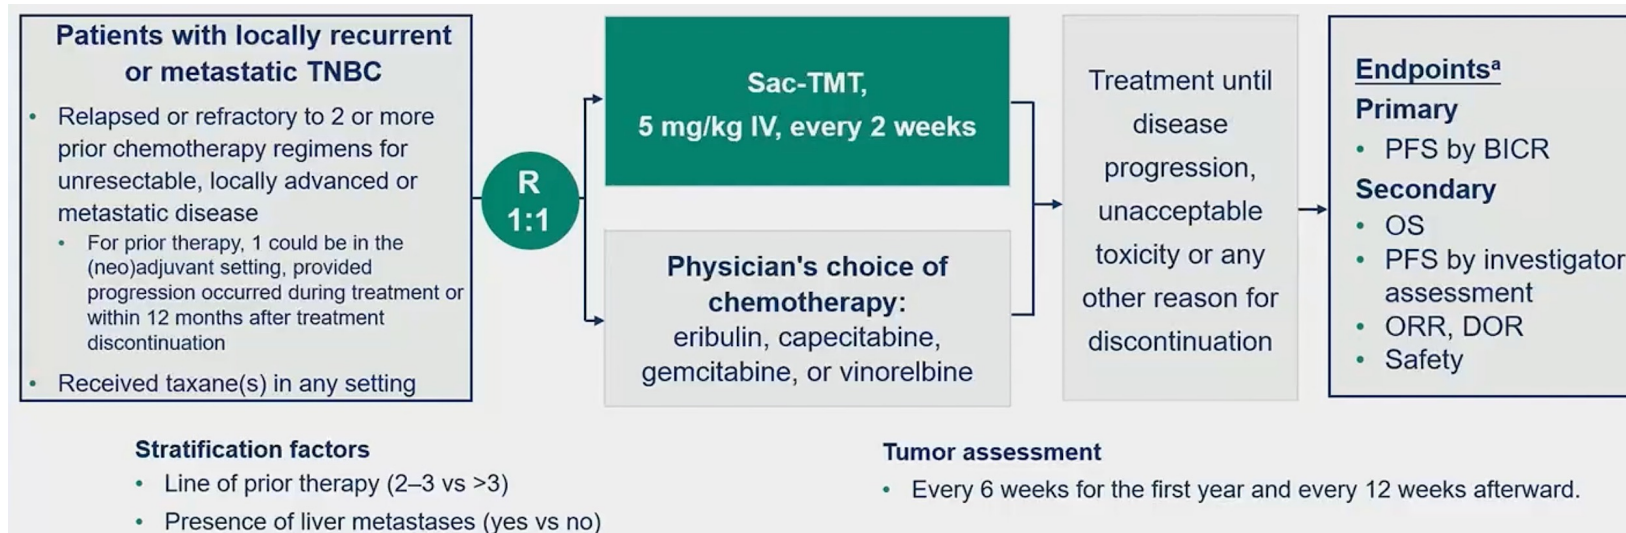 Patients with locally recurrent
or metastatic TNBC
• Relapsed or refractory to 2 or more
prior chemotherapy regimens for
unresectable, locally advanced or
metastatic disease
• For prior therapy, 1 could be in the
(neo)adjuvant setting, provided
progression occurred during treatment or
within 12 months after treatment
discontinuation
• Received taxane(s) in any setting
R
1:1
Sac-TMT,
5 mg/kg IV, every 2 weeks
Physician's choice of
chemotherapy:
eribulin, capecitabine,
gemcitabine, or vinorelbine
Treatment until
disease
progression,
unacceptable
toxicity or any
other reason for
discontinuation
Endpointsᵃ
Primary
• PFS by BICR
Secondary
• OS
• PFS by investigator
assessment
• ORR, DOR
• Safety
Stratification factors
• Line of prior therapy (2–3 vs >3)
• Presence of liver metastases (yes vs no)
Tumor assessment
• Every 6 weeks for the first year and every 12 weeks afterward.